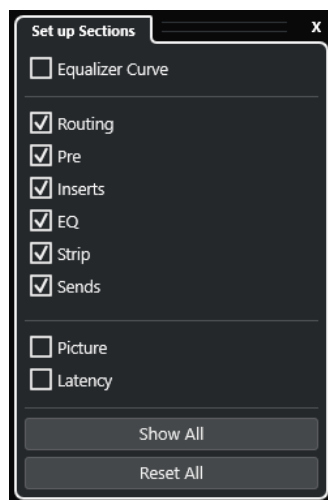 Set up Sections
X
Equalizer Curve
Routing
Pre
Inserts
EQ
Strip
Sends
Picture
Latency
Show All
Reset All